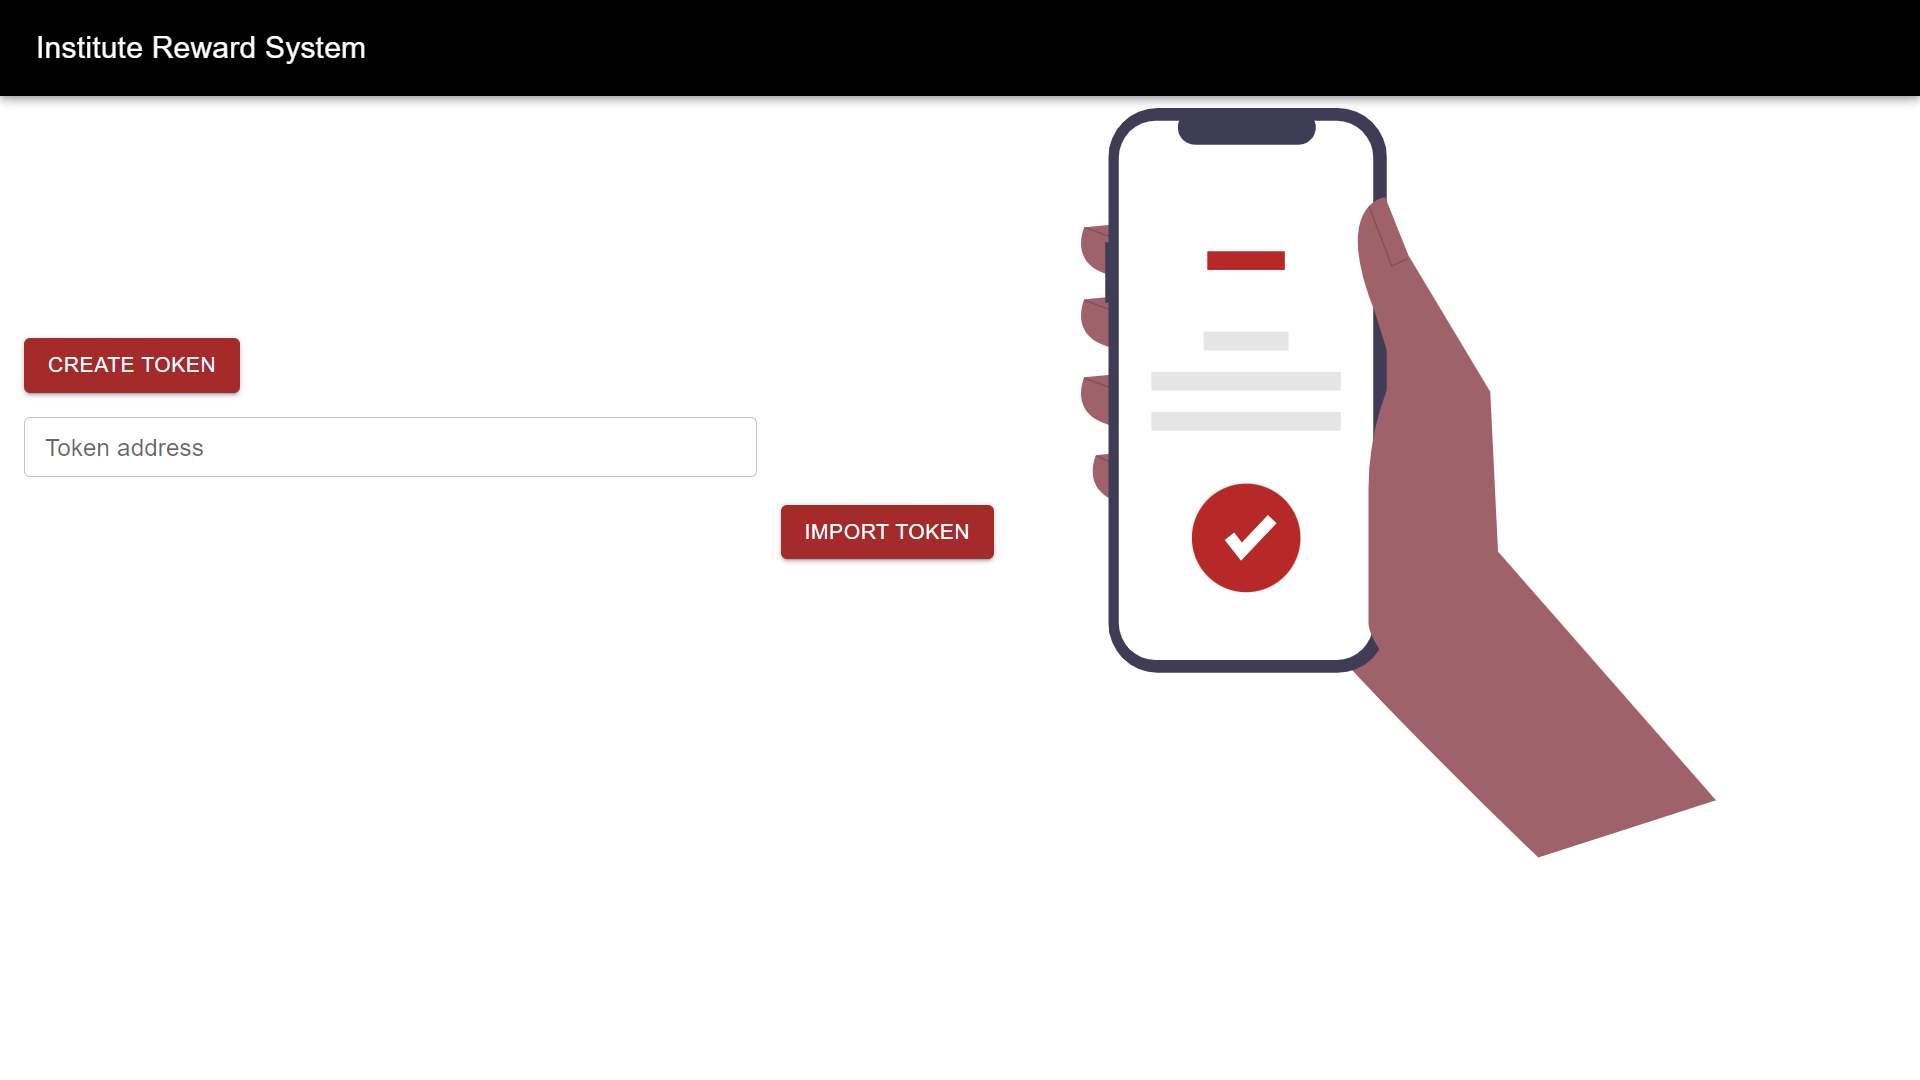 Institute Reward System
CREATE TOKEN
Token address
IMPORT TOKEN